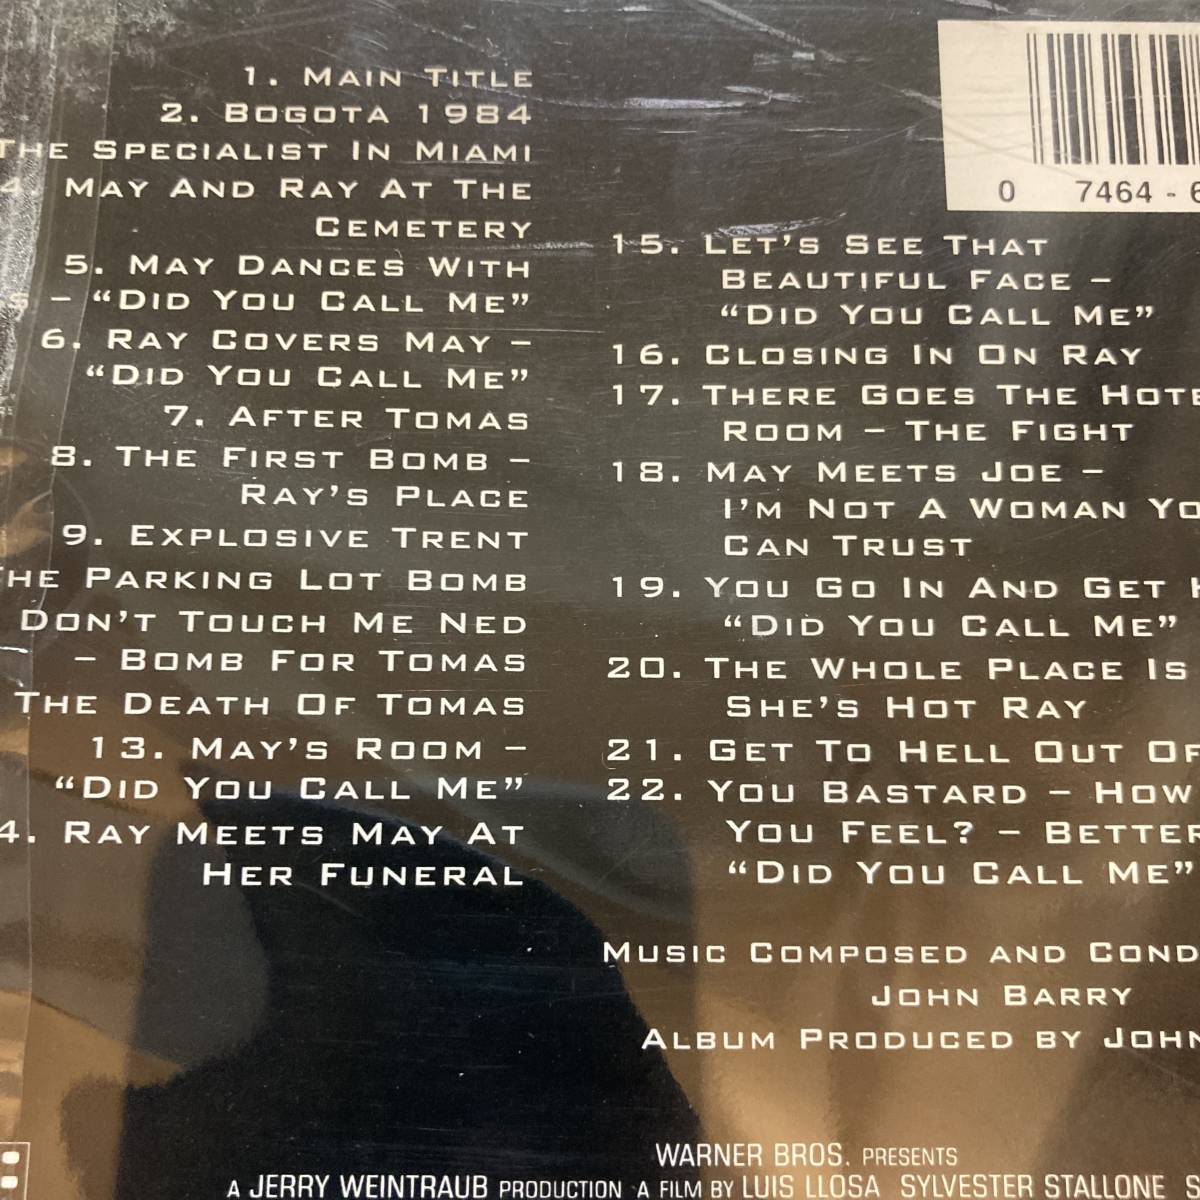 1. Main Title
2. Bogota 1984
The Specialist In Miami
4. May And Ray At The
Cemetery
5. May Dances With
– “Did You Call Me”
6. Ray Covers May –
“Did You Call Me”
7. After Tomas
8. The First Bomb –
Ray’s Place
9. Explosive Trent
The Parking Lot Bomb
Don’t Touch Me Ned
– Bomb For Tomas
The Death Of Tomas
13. May’s Room –
“Did You Call Me”
4. Ray Meets May At
Her Funeral
0 7464 - 6
15. Let’s See That
Beautiful Face –
“Did You Call Me”
16. Closing In On Ray
17. There Goes The
Room – The Fight
18. May Meets Joe –
I’m Not A Woman
Can Trust
19. You Go In And Get
“Did You Call Me”
20. The Whole Place Is
She’s Hot Ray
21. Get To Hell Out
22. You Bastard – How
You Feel? – Better
“Did You Call Me”
Music Composed and
John Barry
Album Produced by John
WARNER BROS. PRESENTS
A JERRY WEINTRAUB PRODUCTION A FILM BY LUIS LLOSA SYLVESTER STALLONE